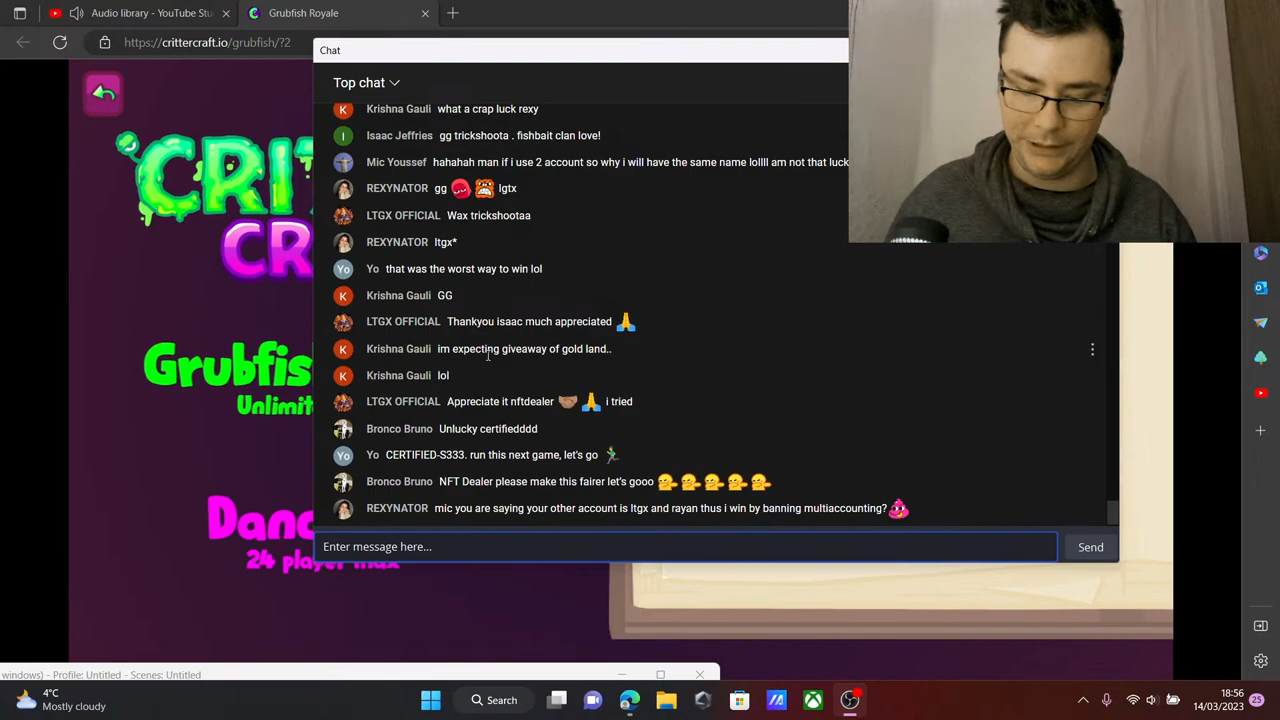 Audio library - YouTube Stu
Grubfish Royale
https://crittercraft.io/grubfish/?2
Chat
Top chat
K Krishna Gauli what a crap luck rexy
I Isaac Jeffries gg trickshoota . fishbait clan love!
Mic Youssef hahahah man if i use 2 account so why i will have the same name lollll am not that luck
REXYNATOR gg lgtx
LTGX OFFICIAL Wax trickshootaa
REXYNATOR ltgx*
Yo Yo that was the worst way to win lol
K Krishna Gauli GG
LTGX OFFICIAL Thankyou isaac much appreciated 🙏
K Krishna Gauli im expecting giveaway of gold land..
K Krishna Gauli lol
LTGX OFFICIAL Appreciate it nftdealer 🤝🏽 🙏 i tried
Bronco Bruno Unlucky certifiedddd
Yo Yo CERTIFIED-S333. run this next game, let's go 🏃‍♂️
Bronco Bruno NFT Dealer please make this fairer let's gooo
REXYNATOR mic you are saying your other account is ltgx and rayan thus i win by banning multiaccounting? 💩
Enter message here...
Send
CRI
CR
Grubfis
Unlimit
Danc
24 player max
windows) - Profile: Untitled - Scenes: Untitled
4°C
Mostly cloudy
Search
18:56
14/03/2023
25